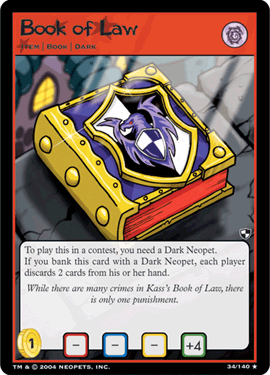 Book of Law
Item | Book | Dark
To play this in a contest, you need a Dark Neopet.
If you bank this card with a Dark Neopet, each player
discards 2 cards from his or her hand.
While there are many crimes in Kass's Book of Law, there
is only one punishment.
1
–
–
–
+4
TM & © 2004 NEOPETS, INC.
34/140 ★